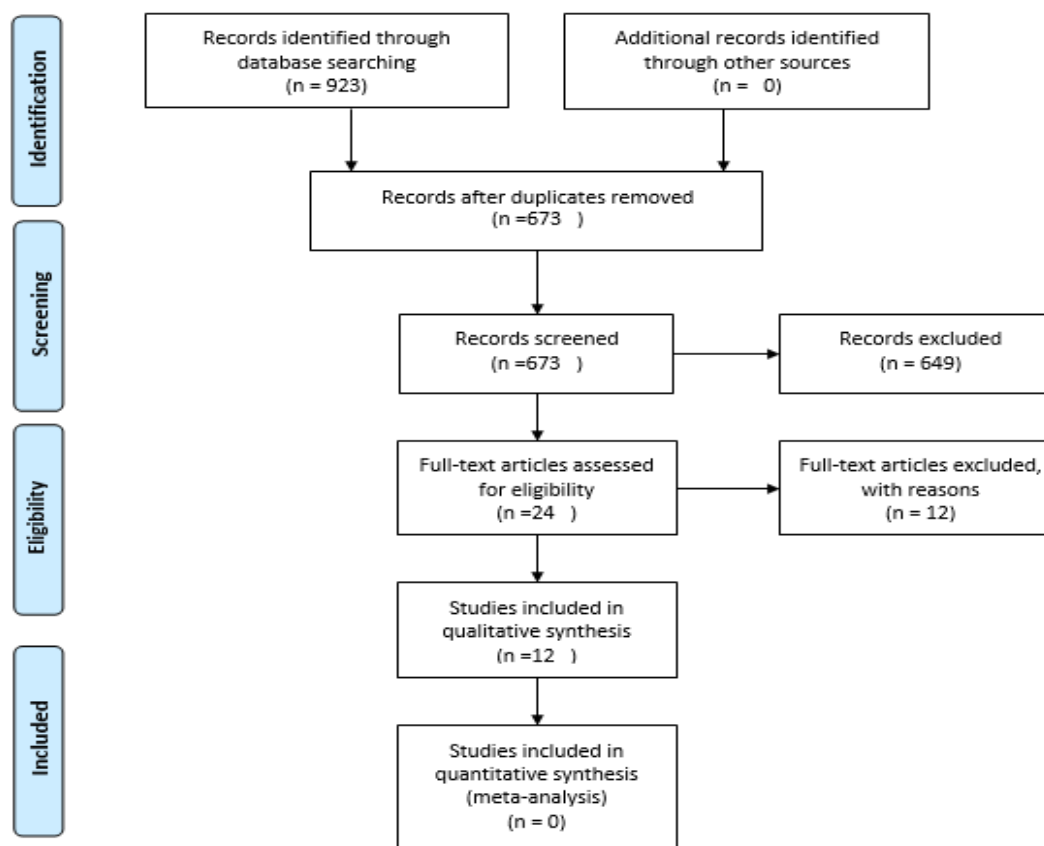 Identification
Records identified through
database searching
(n = 923)
Additional records identified
through other sources
(n =   0)
Records after duplicates removed
(n =673   )
Screening
Records screened
(n =673   )
Records excluded
(n = 649)
Eligibility
Full-text articles assessed
for eligibility
(n =24   )
Full-text articles excluded,
with reasons
(n = 12)
Studies included in
qualitative synthesis
(n =12   )
Included
Studies included in
quantitative synthesis
(meta-analysis)
(n = 0)